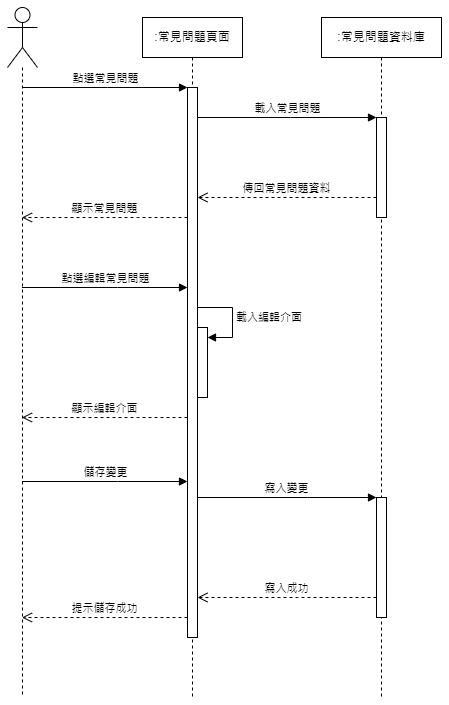 :常見問題頁面
:常見問題資料庫
點選常見問題
載入常見問題
傳回常見問題資料
顯示常見問題
點選編輯常見問題
載入編輯介面
顯示編輯介面
儲存變更
寫入變更
寫入成功
提示儲存成功